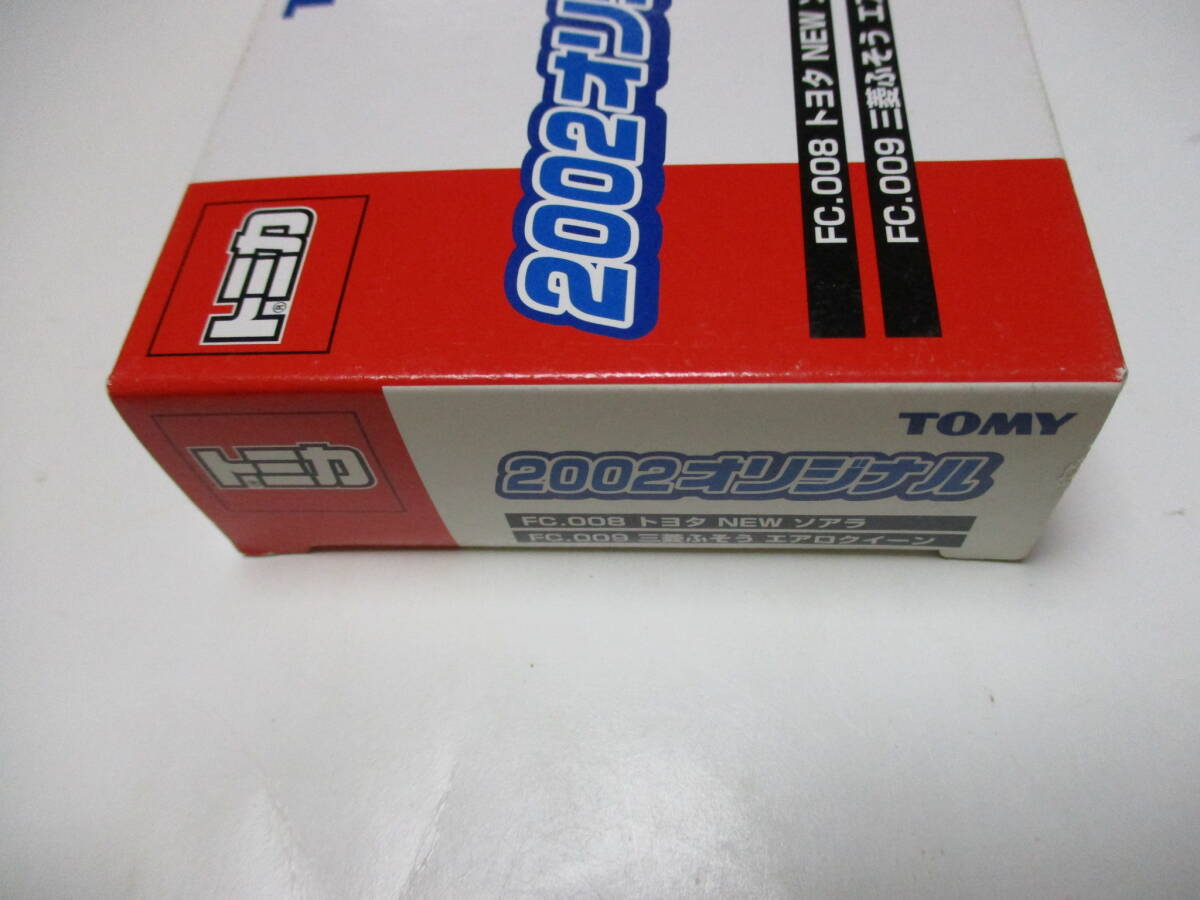 トミカ®
2002オリ
FC.008 トヨタ NEW
FC.009 三菱ふそう エ
トミカ®
TOMY
2002オリジナル
FC.008 トヨタ NEW ソアラ
FC.009 三菱ふそう エアロクイーン